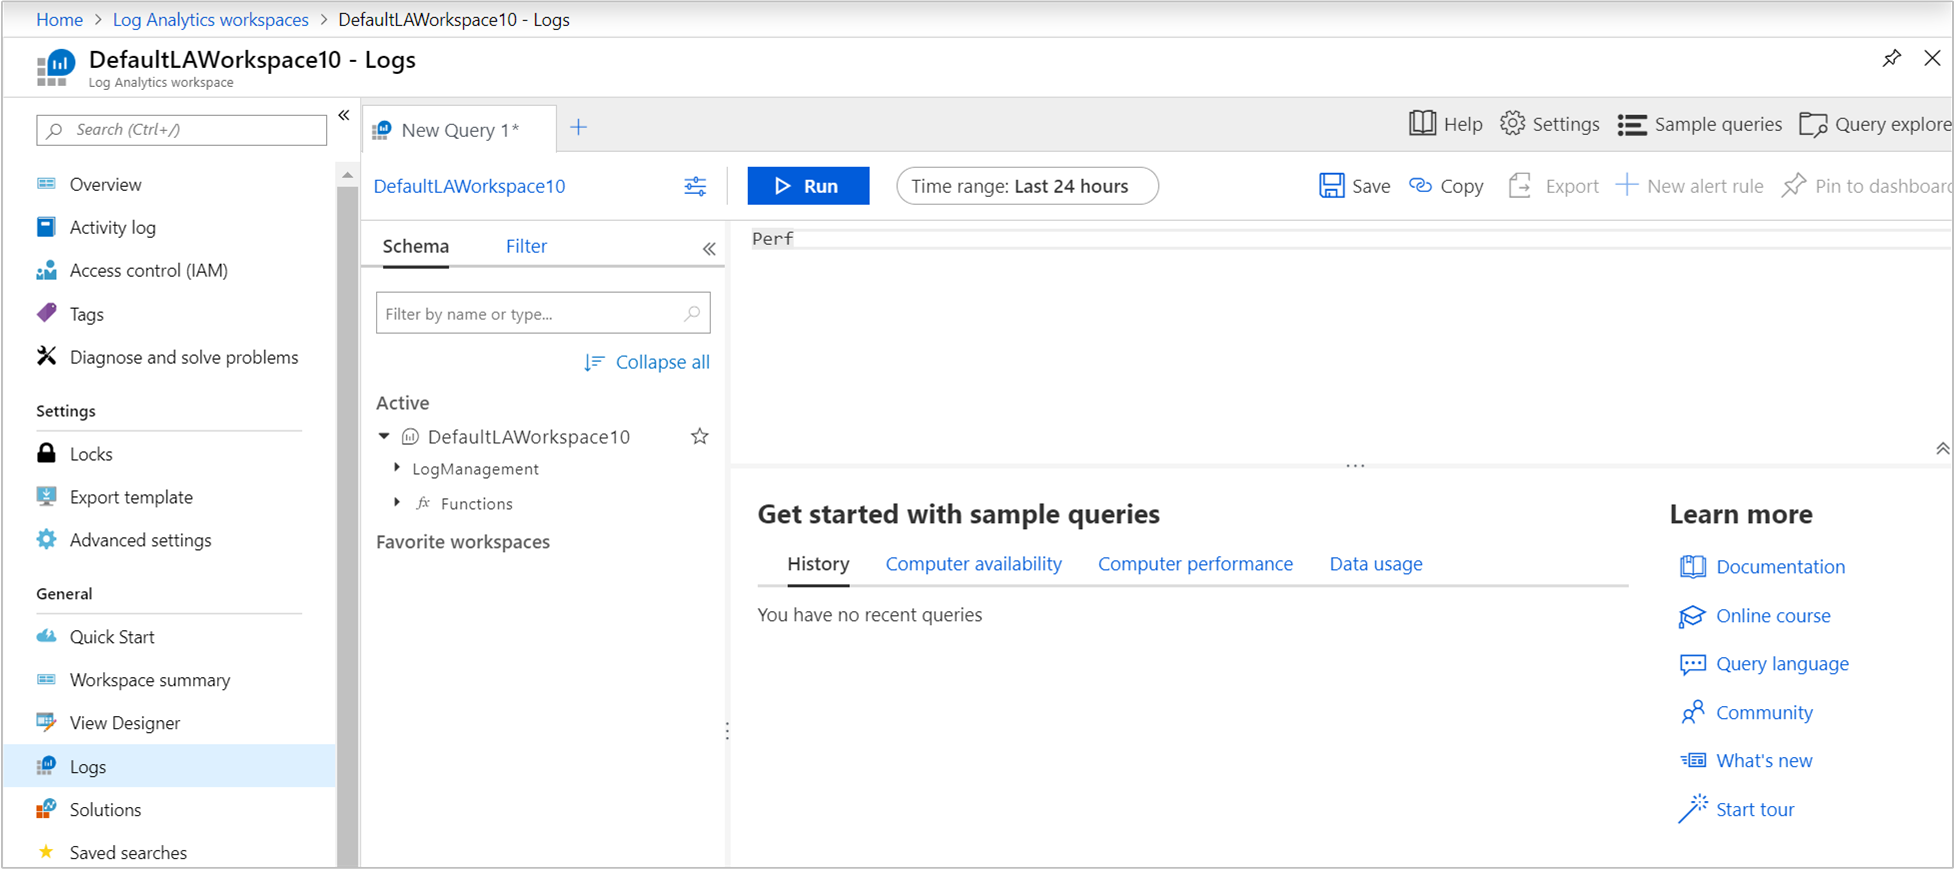 Home > Log Analytics workspaces > DefaultLAWorkspace10 - Logs
DefaultLAWorkspace10 - Logs
Log Analytics workspace
Search (Ctrl+/)
Overview
Activity log
Access control (IAM)
Tags
Diagnose and solve problems
Settings
Locks
Export template
Advanced settings
General
Quick Start
Workspace summary
View Designer
Logs
Solutions
Saved searches
New Query 1*
Help
Settings
Sample queries
Query explore
DefaultLAWorkspace10
Run
Time range: Last 24 hours
Save
Copy
Export
New alert rule
Pin to dashboard
Schema
Filter
Filter by name or type...
Collapse all
Active
DefaultLAWorkspace10
LogManagement
fx Functions
Favorite workspaces
Perf
Get started with sample queries
History
Computer availability
Computer performance
Data usage
You have no recent queries
Learn more
Documentation
Online course
Query language
Community
What's new
Start tour